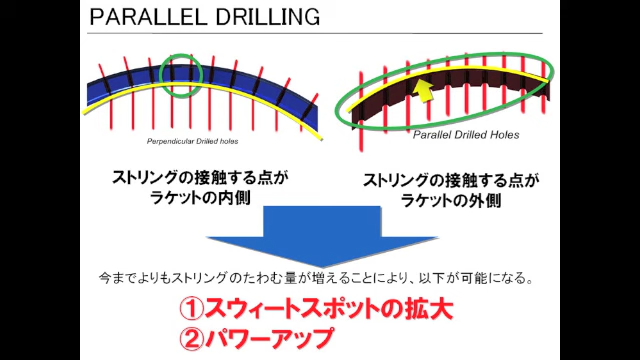 PARALLEL DRILLING
Perpendicular Drilled holes
Parallel Drilled Holes
ストリングの接触する点が
ラケットの内側
ストリングの接触する点が
ラケットの外側
今までよりもストリングのたわむ量が増えることにより、以下が可能になる。
①スウィートスポットの拡大
②パワーアップ